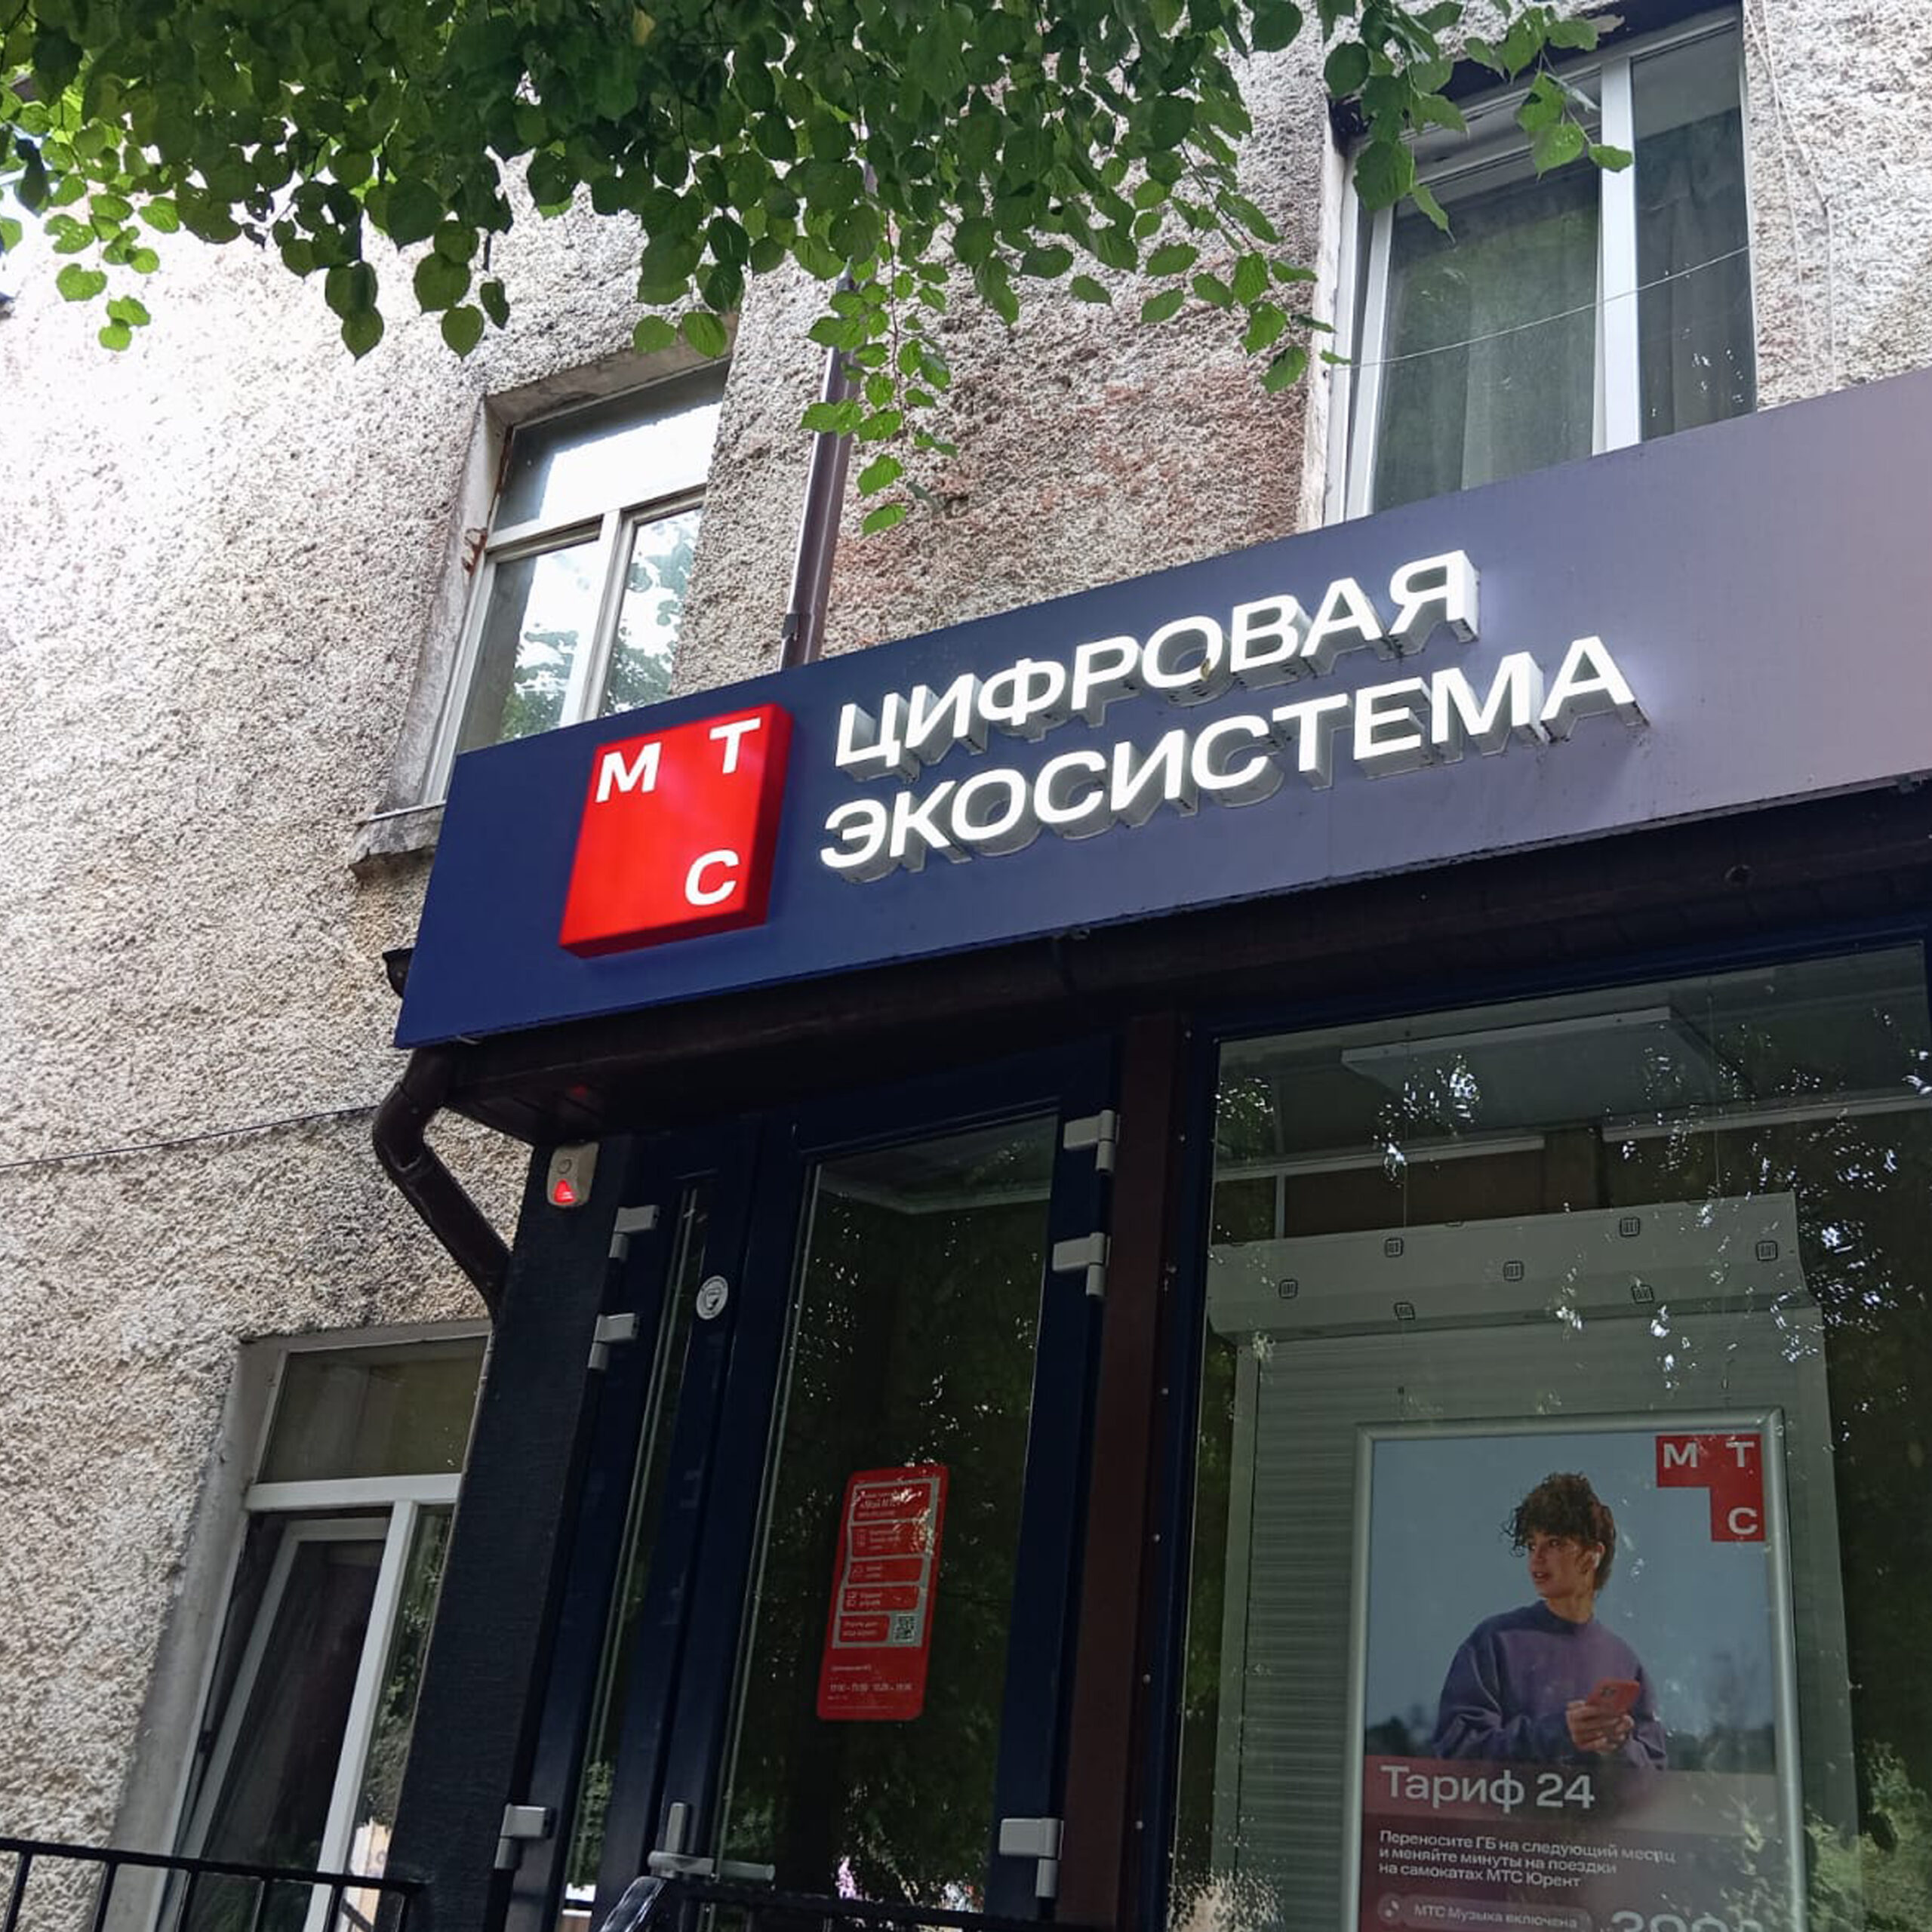 М Т
С
ЦИФРОВАЯ
ЭКОСИСТЕМА
М Т
С
Тариф 24
Переносите ГБ на следующий месяц
и меняйте минуты на поездки
на самокатах МТС Юрент
МТС Музыка включена